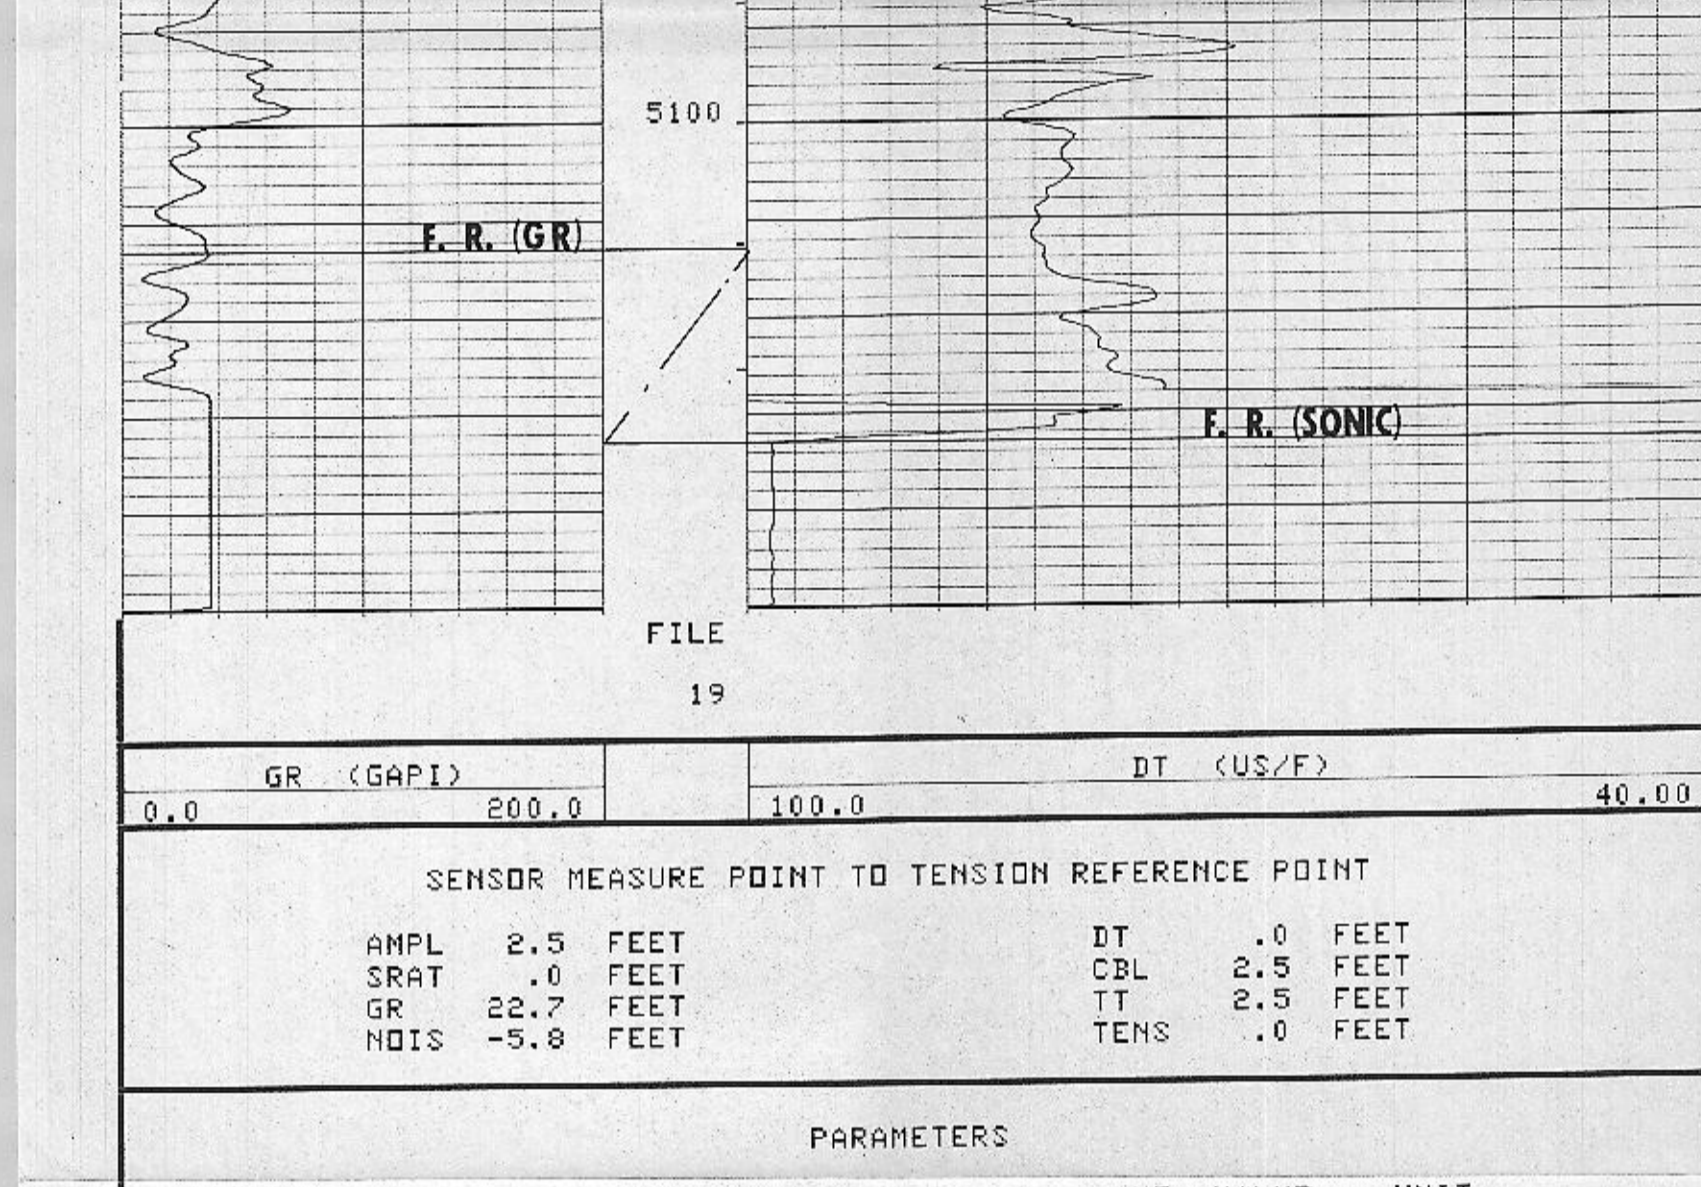 5100
F. R. (GR)
F. R. (SONIC)
FILE
19
GR (GAPI)
0.0 200.0
DT (US/F)
100.0 40.00
SENSOR MEASURE POINT TO TENSION REFERENCE POINT
AMPL 2.5 FEET
SRAT .0 FEET
GR 22.7 FEET
NOIS -5.8 FEET
DT .0 FEET
CBL 2.5 FEET
TT 2.5 FEET
TENS .0 FEET
PARAMETERS